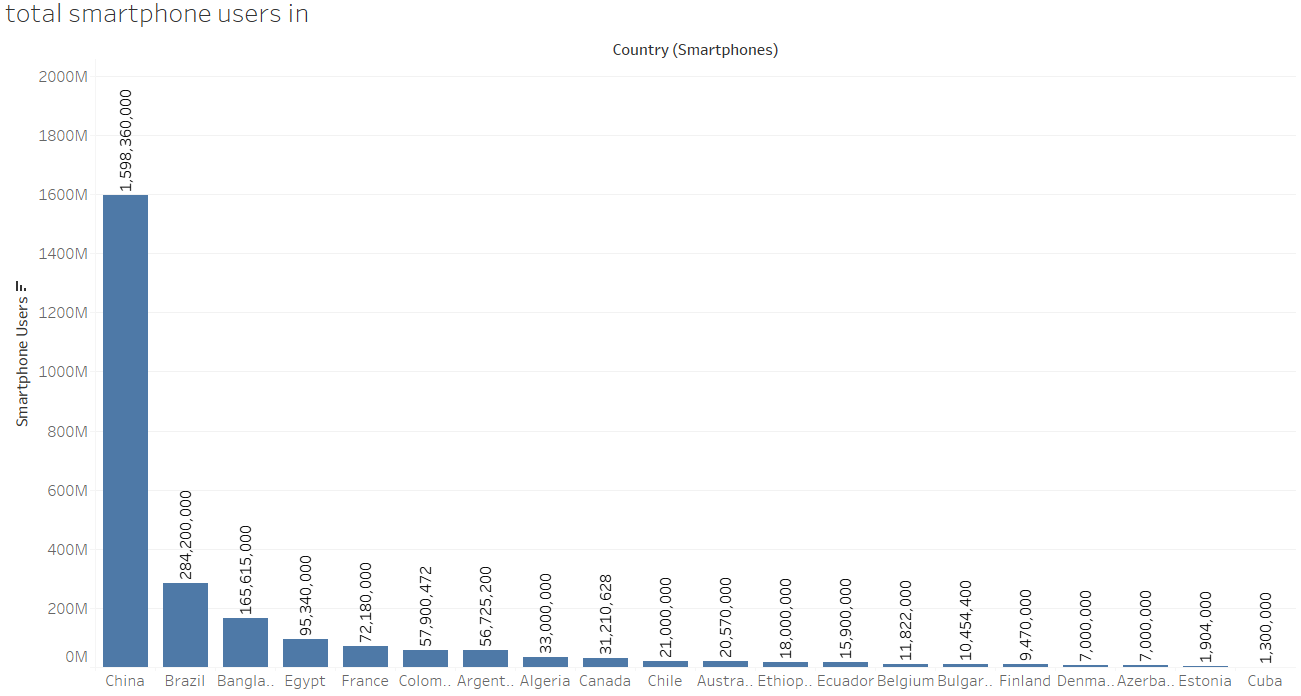 total smartphone users in
Country (Smartphones)
Smartphone Users
2000M
1800M
1600M
1400M
1200M
1000M
800M
600M
400M
200M
0M
1,598,360,000
284,200,000
165,615,000
95,340,000
72,180,000
57,900,472
56,725,200
33,000,000
31,210,628
21,000,000
20,570,000
18,000,000
15,900,000
11,822,000
10,454,400
9,470,000
7,000,000
7,000,000
1,904,000
1,300,000
China Brazil Bangla.. Egypt France Colom.. Argent.. Algeria Canada Chile Austra.. Ethiop.. Ecuador Belgium Bulgar.. Finland Denma.. Azerba.. Estonia Cuba